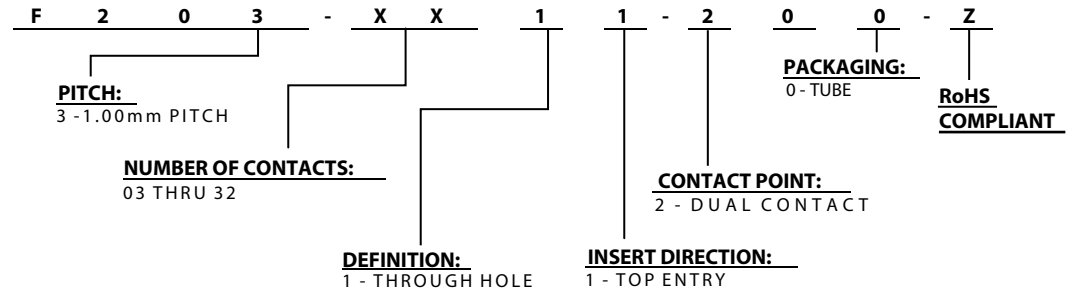 F 2 0 3 - X X 1 1 - 2 0 0 - Z
PITCH:
3 -1.00mm PITCH
NUMBER OF CONTACTS:
03 THRU 32
DEFINITION:
1 - THROUGH HOLE
INSERT DIRECTION:
1 - TOP ENTRY
CONTACT POINT:
2 - DUAL CONTACT
PACKAGING:
0 - TUBE
RoHS
COMPLIANT